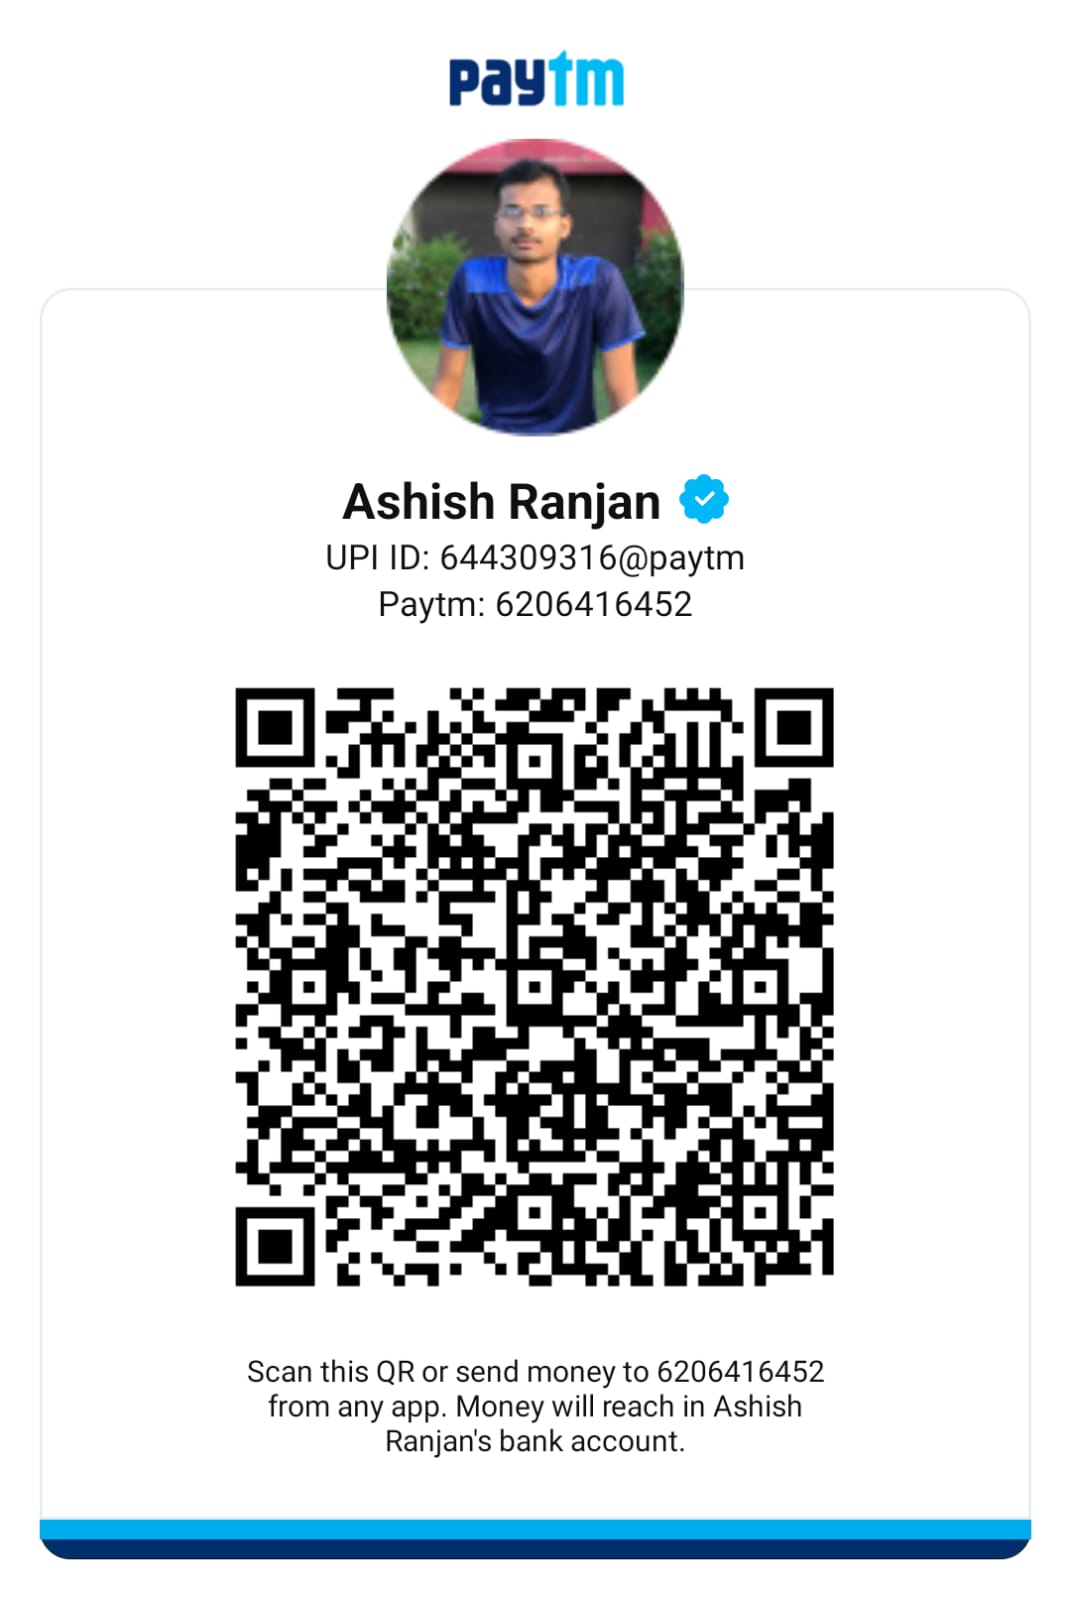 paytm
Ashish Ranjan
UPI ID: 644309316@paytm
Paytm: 6206416452
Scan this QR or send money to 6206416452
from any app. Money will reach in Ashish
Ranjan's bank account.